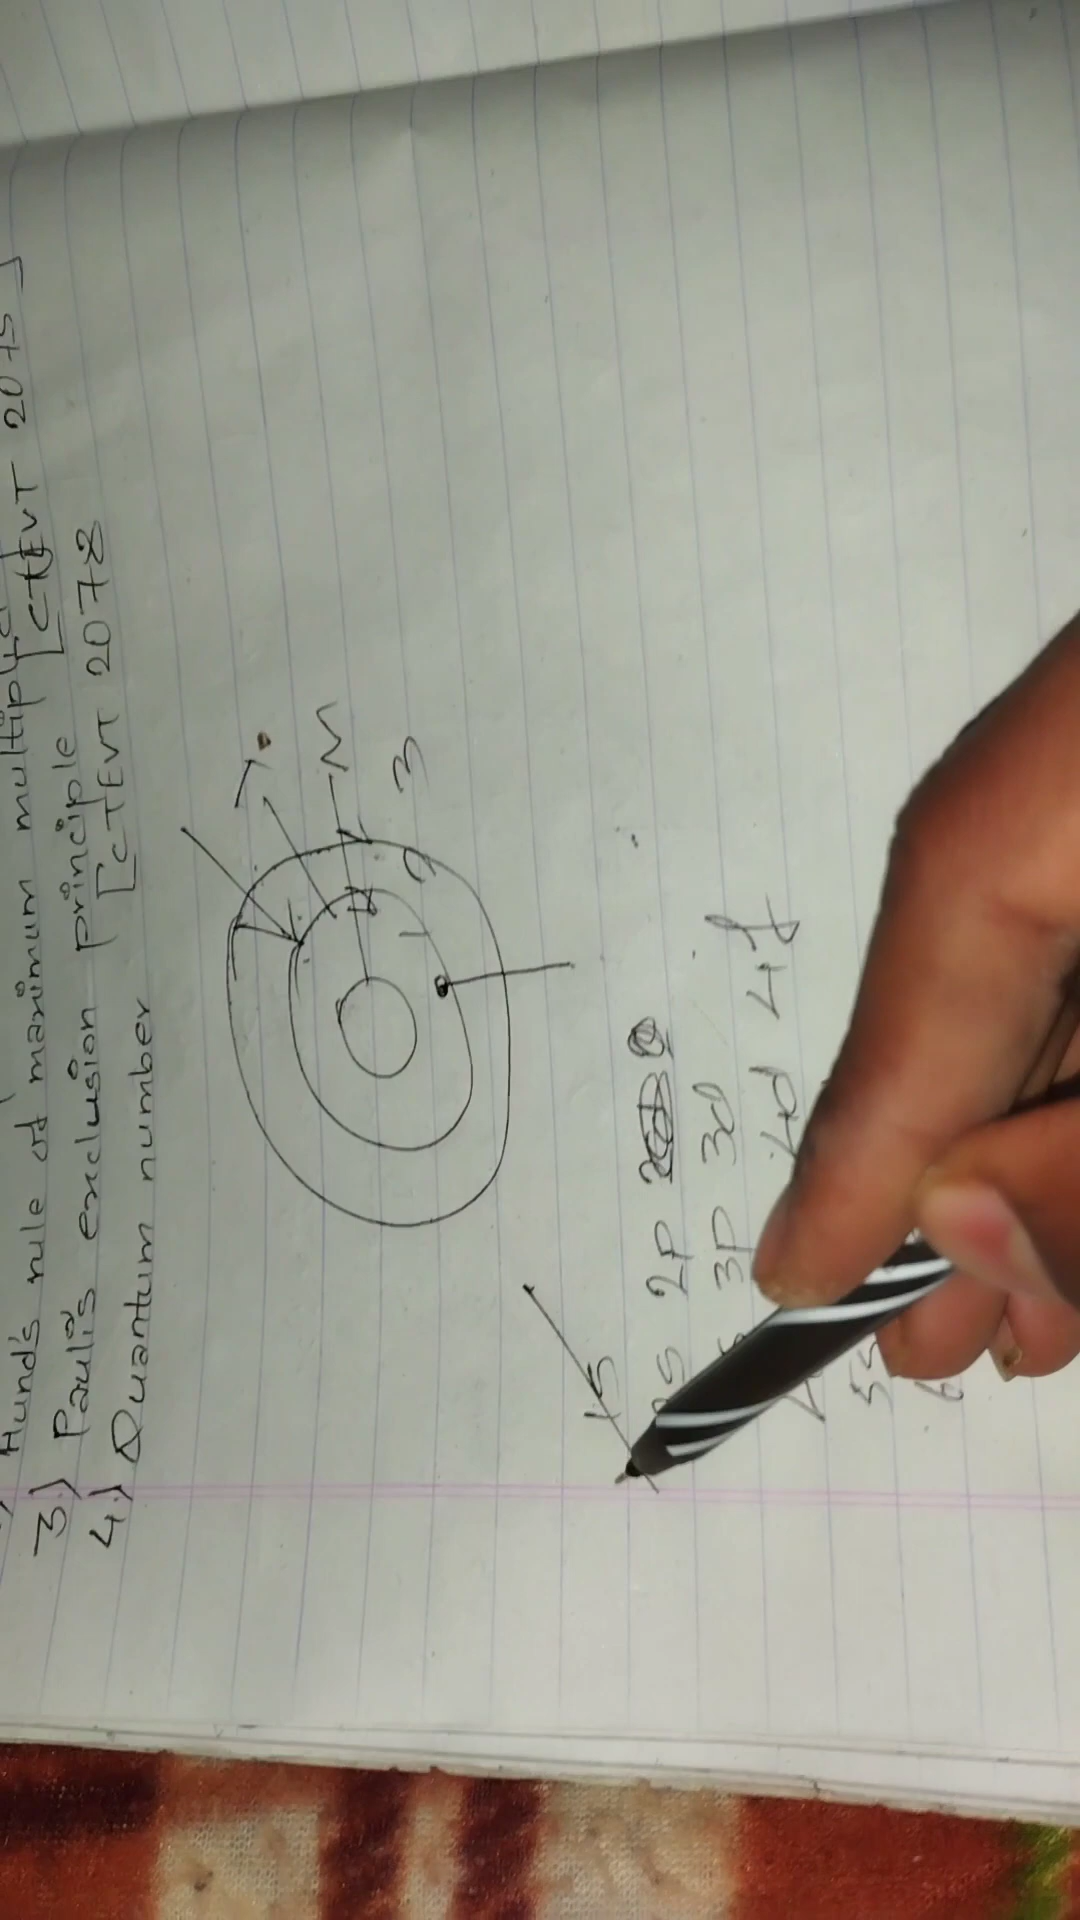 Hund's rule of maximum
[CTEVT 2075]
3.) Pauli's exclusion principle
[CTEVT 2078
4.) Quantum number
N
1 2 3
1s
2s 2p
3p 3d
4d 4f
5s
6